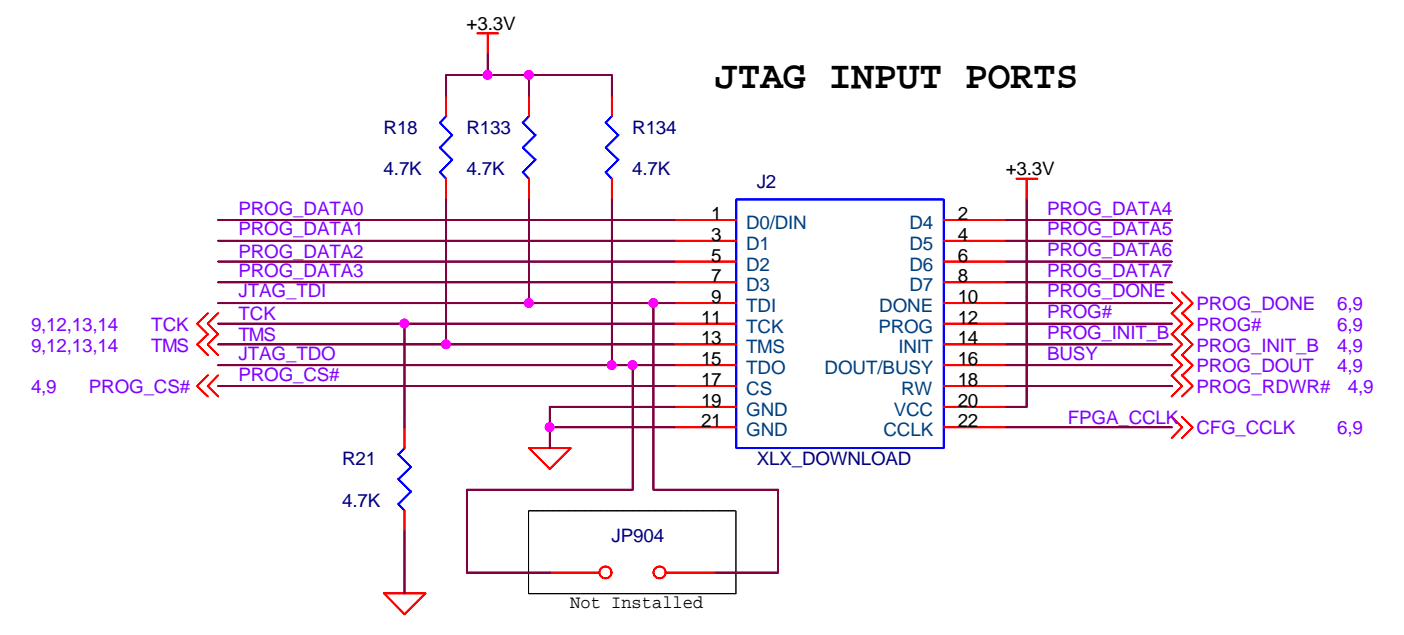 +3.3V
JTAG INPUT PORTS
R18 R133 R134
4.7K 4.7K 4.7K
J2
+3.3V
PROG_DATA0 1 D0/DIN D4 2 PROG_DATA4
PROG_DATA1 3 D1 D5 4 PROG_DATA5
PROG_DATA2 5 D2 D6 6 PROG_DATA6
PROG_DATA3 7 D3 D7 8 PROG_DATA7
JTAG_TDI 9 TDI DONE 10 PROG_DONE PROG_DONE 6,9
9,12,13,14 TCK TCK 11 TCK PROG 12 PROG# PROG# 6,9
9,12,13,14 TMS TMS 13 TMS INIT 14 PROG_INIT_B PROG_INIT_B 4,9
JTAG_TDO 15 TDO DOUT/BUSY 16 BUSY PROG_DOUT 4,9
4,9 PROG_CS# PROG_CS# 17 CS RW 18 PROG_RDWR# 4,9
19 GND VCC 20
21 GND CCLK 22 FPGA_CCLK CFG_CCLK 6,9
XLX_DOWNLOAD
R21
4.7K
JP904
Not Installed